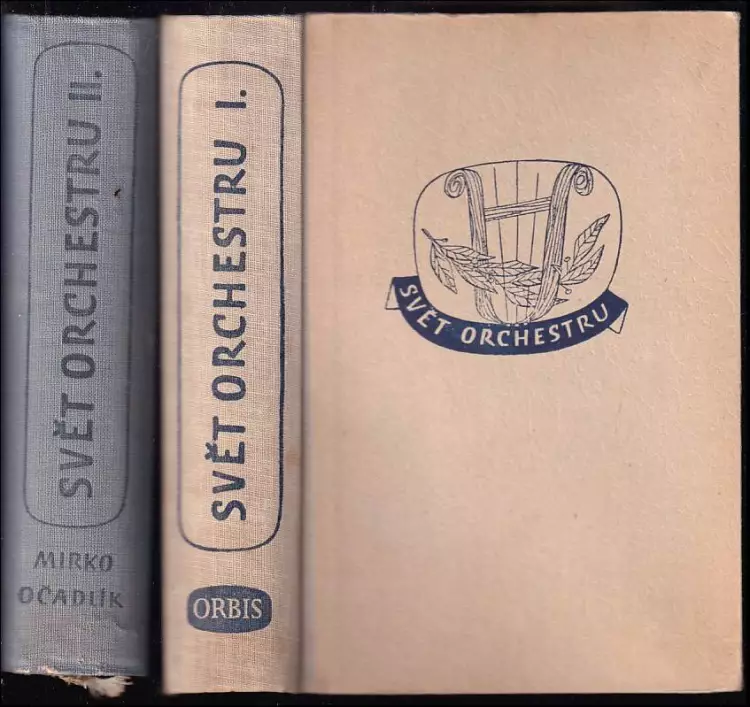 SVĚT ORCHESTRU II.
MIRKO
OČADLÍK
SVĚT ORCHESTRU I.
ORBIS
SVĚT ORCHESTRU